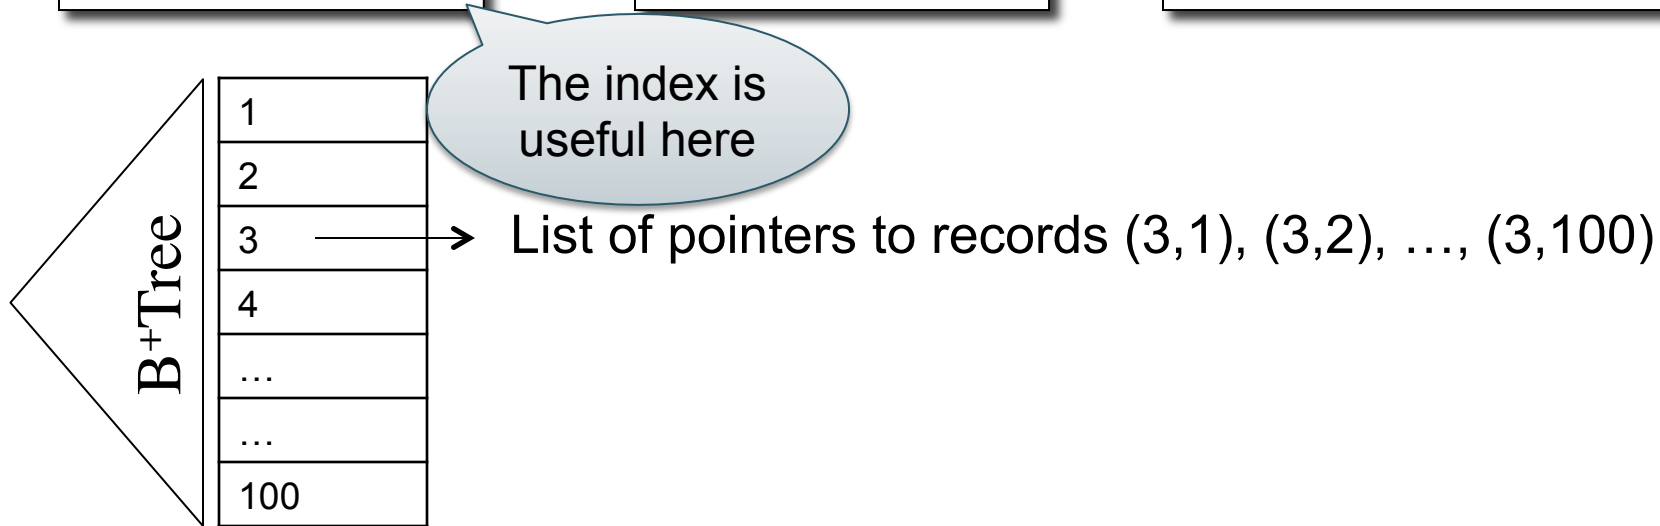 The index is
useful here
1
2
3
List of pointers to records (3,1), (3,2), …, (3,100)
4
…
…
100
B+Tree